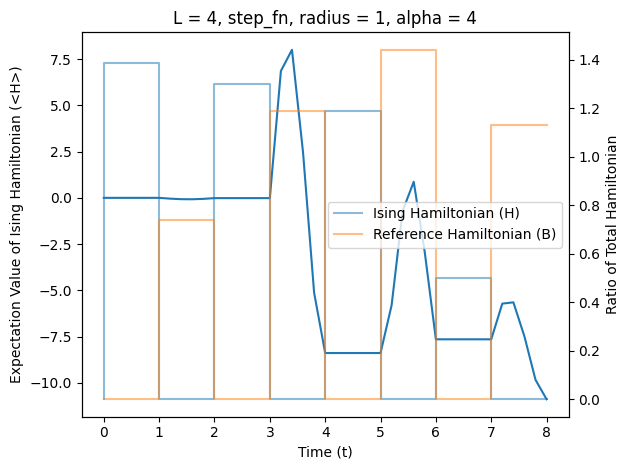 L = 4, step_fn, radius = 1, alpha = 4
Expectation Value of Ising Hamiltonian (<H>)
7.5
5.0
2.5
0.0
−2.5
−5.0
−7.5
−10.0
Ising Hamiltonian (H)
Reference Hamiltonian (B)
1.4
1.2
1.0
0.8
0.6
0.4
0.2
0.0
Ratio of Total Hamiltonian
0 1 2 3 4 5 6 7 8
Time (t)